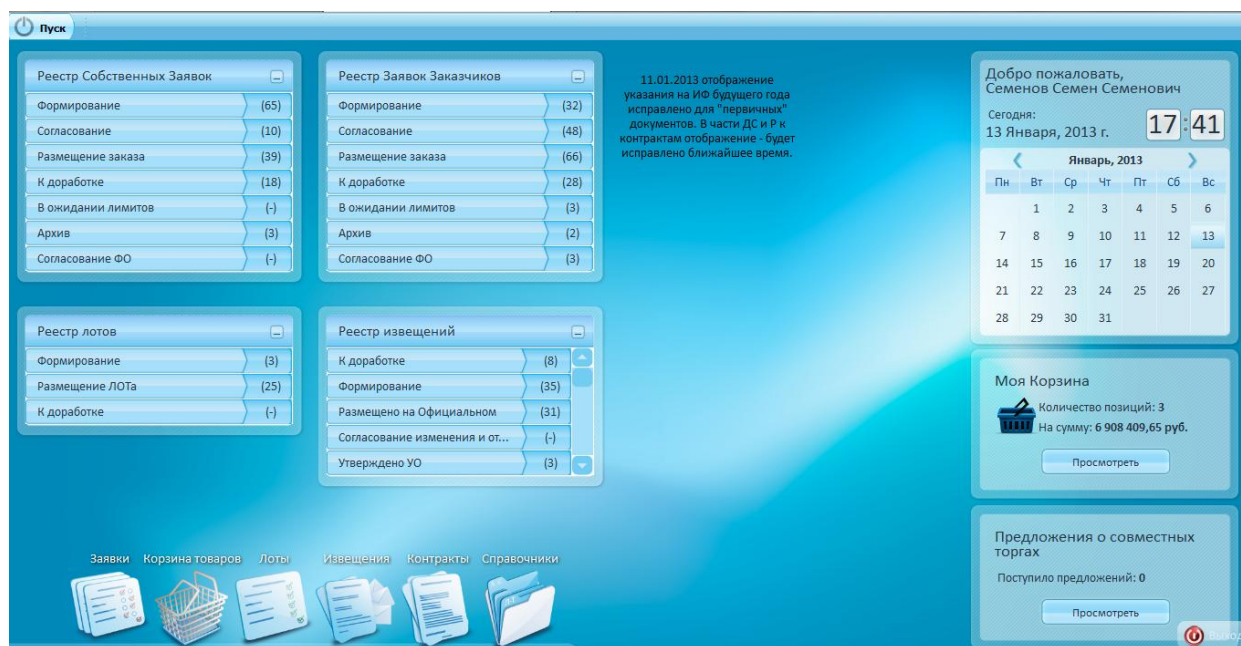 Пуск
Реестр Собственных Заявок
Формирование (65)
Согласование (10)
Размещение заказа (39)
К доработке (18)
В ожидании лимитов (-)
Архив (3)
Согласование ФО (-)
Реестр Заявок Заказчиков
Формирование (32)
Согласование (48)
Размещение заказа (66)
К доработке (28)
В ожидании лимитов (3)
Архив (2)
Согласование ФО (3)
11.01.2013 отображение
указания на ИФ будущего года
исправлено для "первичных"
документов. В части ДС и Р к
контрактам отображение - будет
исправлено ближайшее время.
Реестр лотов
Формирование (3)
Размещение ЛОТа (25)
К доработке (-)
Реестр извещений
К доработке (8)
Формирование (35)
Размещено на Официальном (31)
Согласование изменения и от... (-)
Утверждено УО (3)
Заявки Корзина товаров Лоты Извещения Контракты Справочники
Добро пожаловать,
Семенов Семен Семенович
Сегодня:
13 Января, 2013 г. 17:41
Январь, 2013
Пн Вт Ср Чт Пт Сб Вс
1 2 3 4 5 6
7 8 9 10 11 12 13
14 15 16 17 18 19 20
21 22 23 24 25 26 27
28 29 30 31
Моя Корзина
Количество позиций: 3
На сумму: 6 908 409,65 руб.
Просмотреть
Предложения о совместных
торгах
Поступило предложений: 0
Просмотреть
Выход